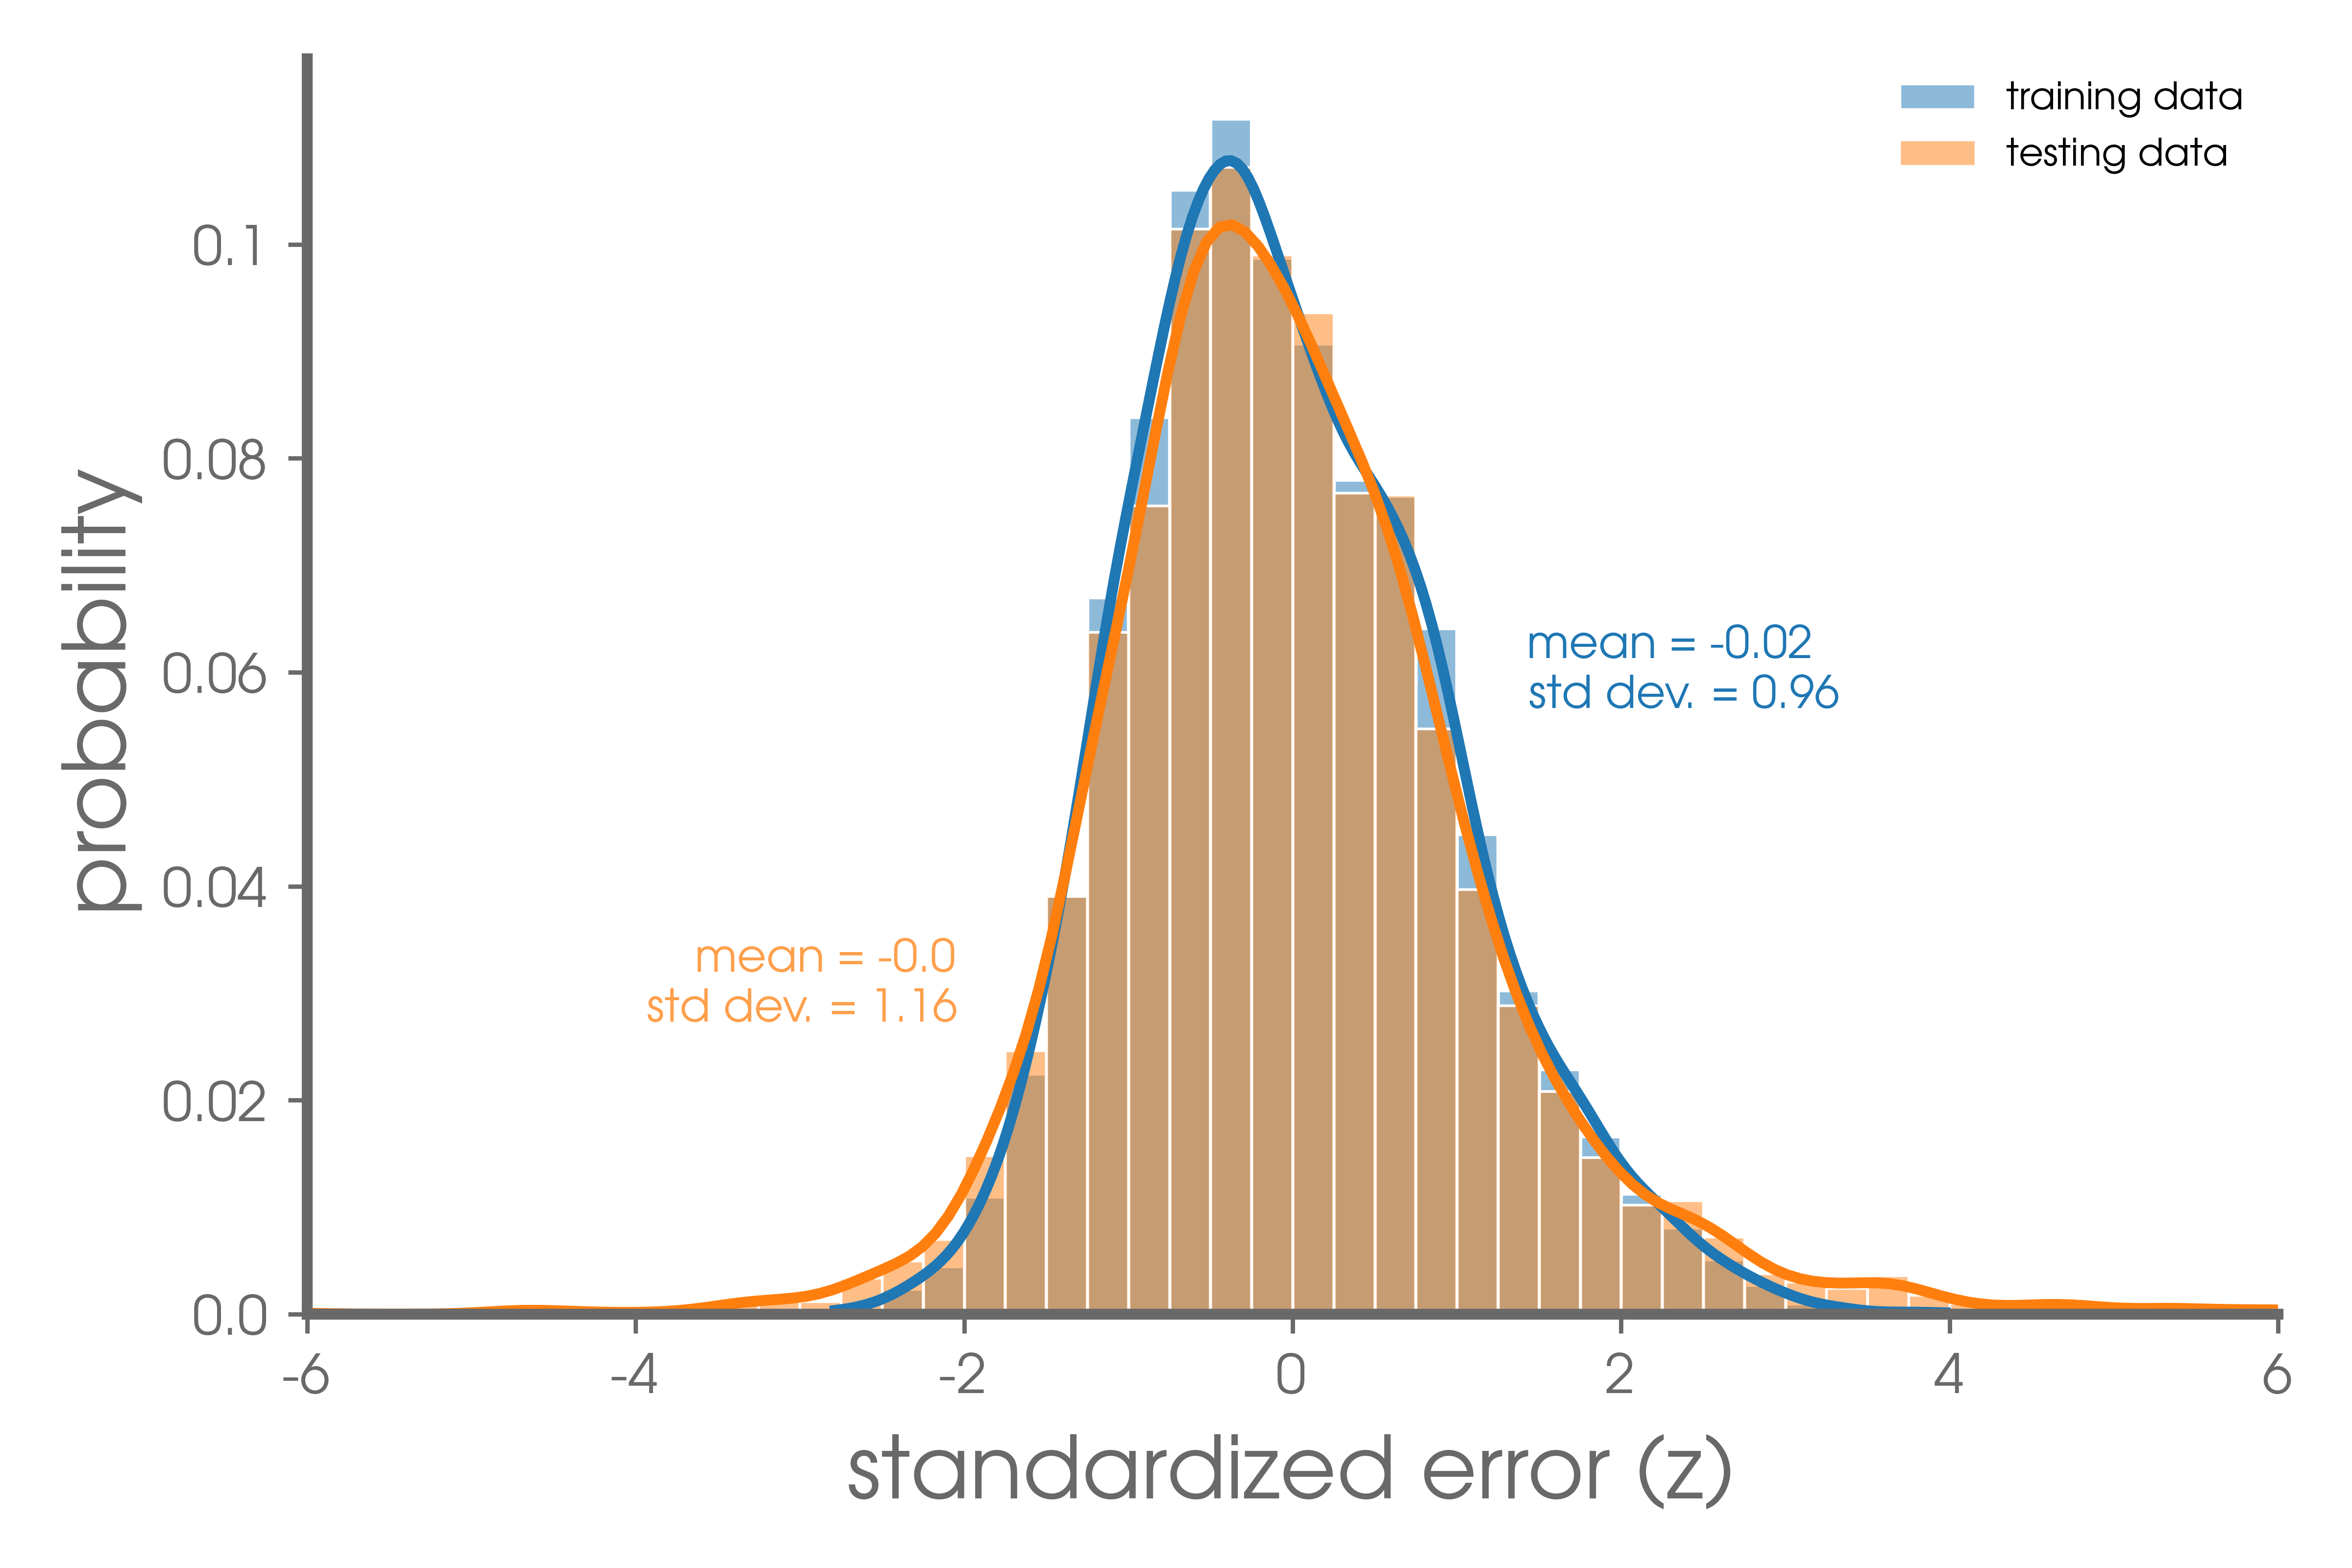 training data
testing data
0.1
0.08
0.06
0.04
0.02
0.0
probability
mean = -0.02
std dev. = 0.96
mean = -0.0
std dev. = 1.16
-6 -4 -2 0 2 4 6
standardized error (z)